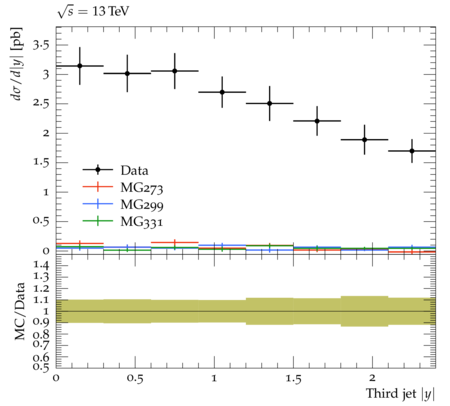 √s = 13 TeV
dσ/d|y| [pb]
3.5
3
2.5
2
1.5
1
0.5
0
Data
MG273
MG299
MG331
MC/Data
1.4
1.3
1.2
1.1
1
0.9
0.8
0.7
0.6
0.5
0 0.5 1 1.5 2
Third jet |y|